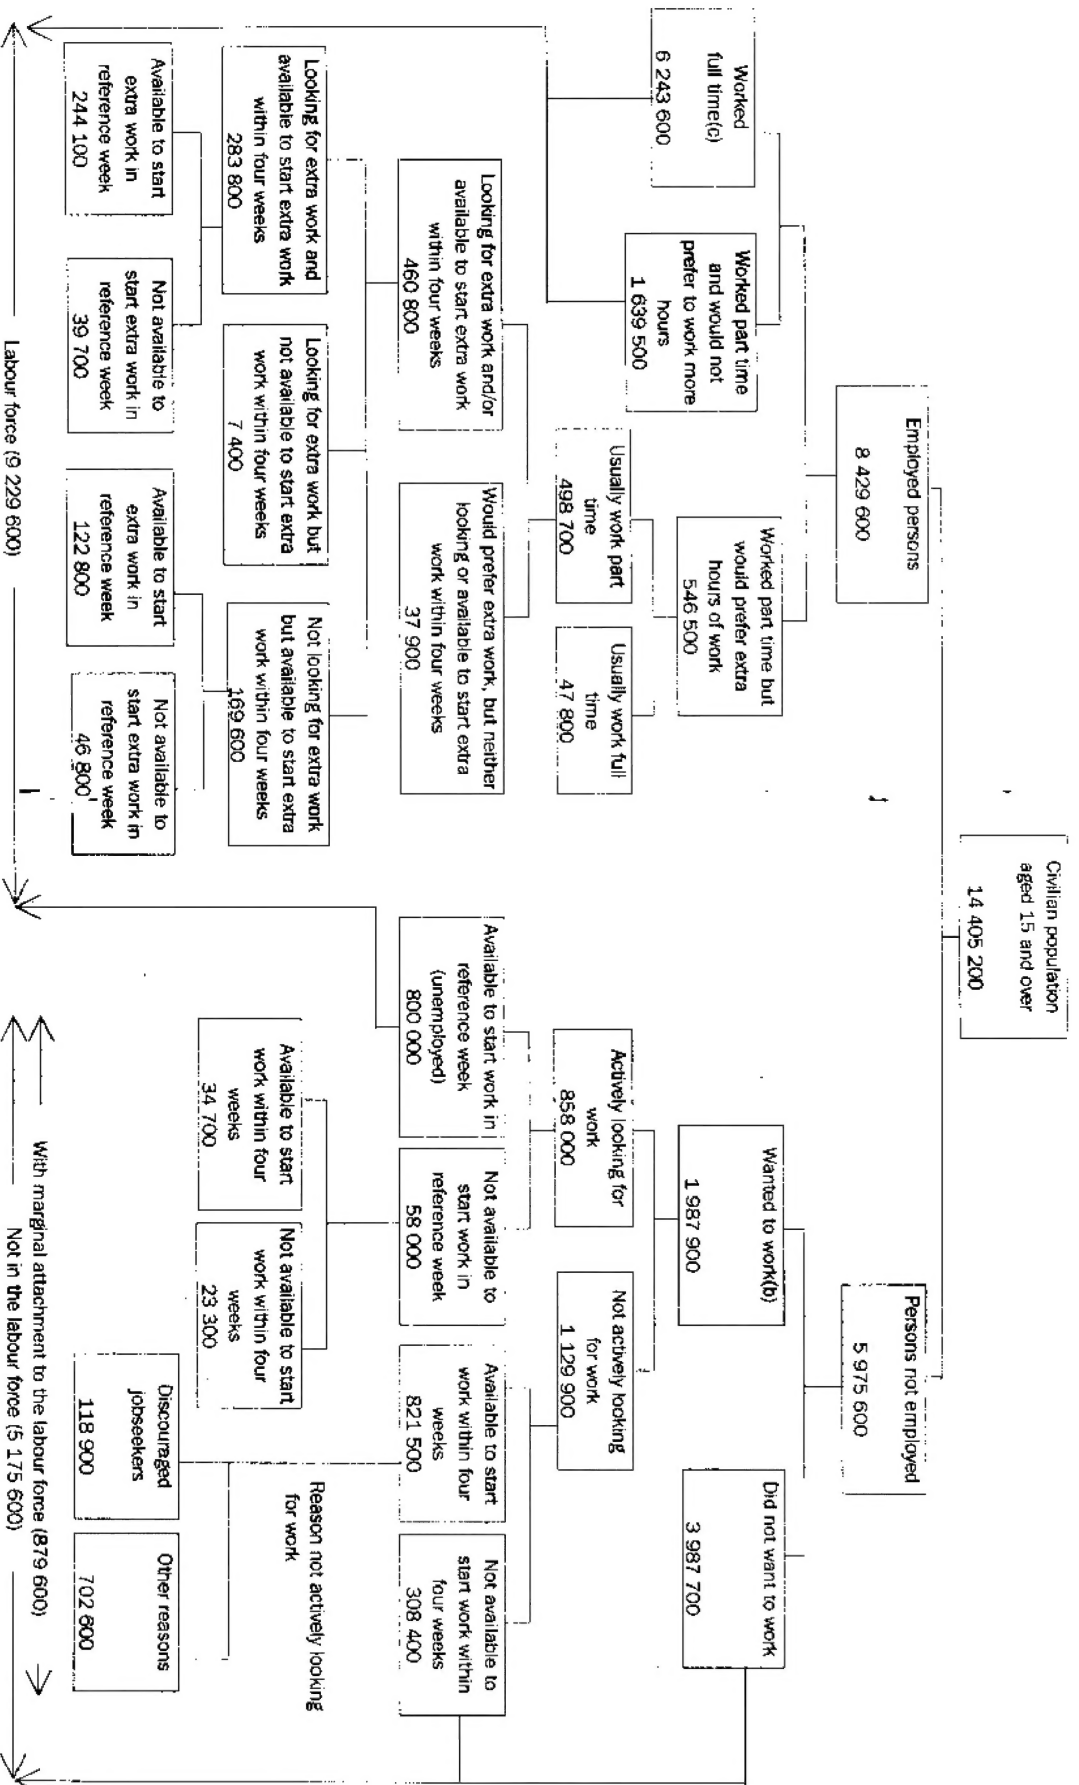 Civilian population
aged 15 and over
14 405 200
Employed persons
8 429 600
Persons not employed
5 975 600
Worked
full time(c)
6 243 600
Worked part time
and would not
prefer to work more
hours
1 639 500
Worked part time but
would prefer extra
hours of work
546 500
Wanted to work(b)
1 987 900
Did not want to work
3 987 700
Usually work part
time
498 700
Usually work full
time
47 800
Actively looking for
work
858 000
Not actively looking
for work
1 129 900
Looking for extra work and/or
available to start extra work
within four weeks
460 800
Would prefer extra work, but neither
looking or available to start extra
work within four weeks
37 900
Available to start work in
reference week
(unemployed)
800 000
Not available to
start work in
reference week
58 000
Available to start
work within four
weeks
821 500
Not available to
start work within
four weeks
308 400
Looking for extra work and
available to start extra work
within four weeks
283 800
Looking for extra work but
not available to start extra
work within four weeks
7 400
Not looking for extra work
but available to start extra
work within four weeks
169 600
Available to start
work within four
weeks
34 700
Not available to start
work within four
weeks
23 300
Reason not actively looking
for work
Available to start
extra work in
reference week
244 100
Not available to
start extra work in
reference week
39 700
Available to start
extra work in
reference week
122 800
Not available to
start extra work in
reference week
46 800
Discouraged
jobseekers
118 900
Other reasons
702 600
With marginal attachment to the labour force (879 600)
Labour force (9 229 600)
Not in the labour force (5 175 600)